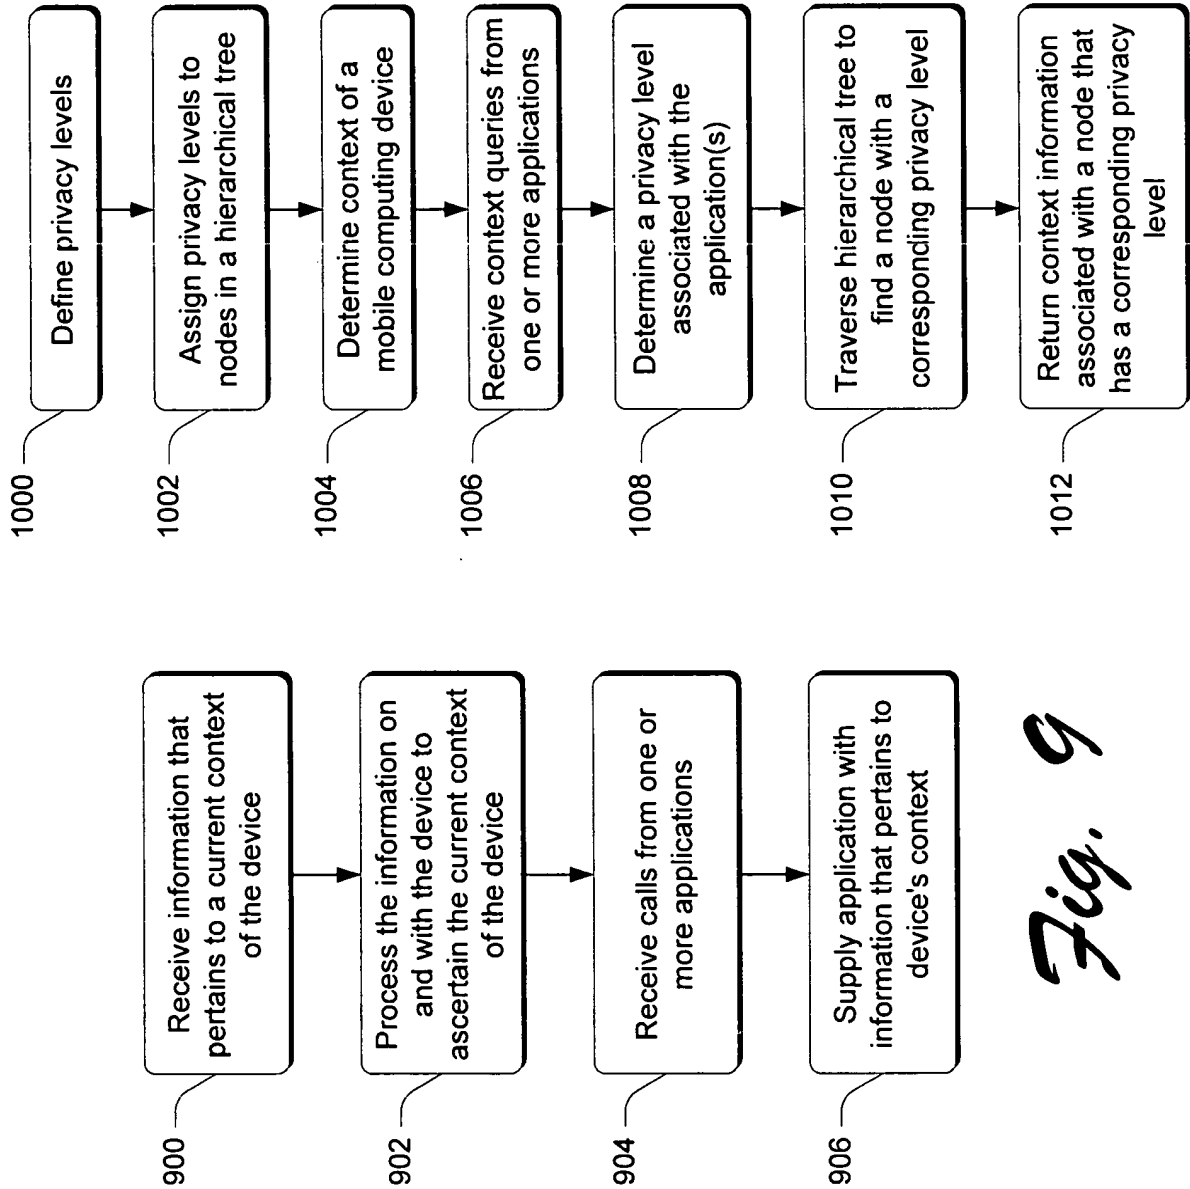 900
Receive information that
pertains to a current context
of the device
902
Process the information on
and with the device to
ascertain the current context
of the device
904
Receive calls from one or
more applications
906
Supply application with
information that pertains to
device's context
Fig. 9
1000
Define privacy levels
1002
Assign privacy levels to
nodes in a hierarchical tree
1004
Determine context of a
mobile computing device
1006
Receive context queries from
one or more applications
1008
Determine a privacy level
associated with the
application(s)
1010
Traverse hierarchical tree to
find a node with a
corresponding privacy level
1012
Return context information
associated with a node that
has a corresponding privacy
level